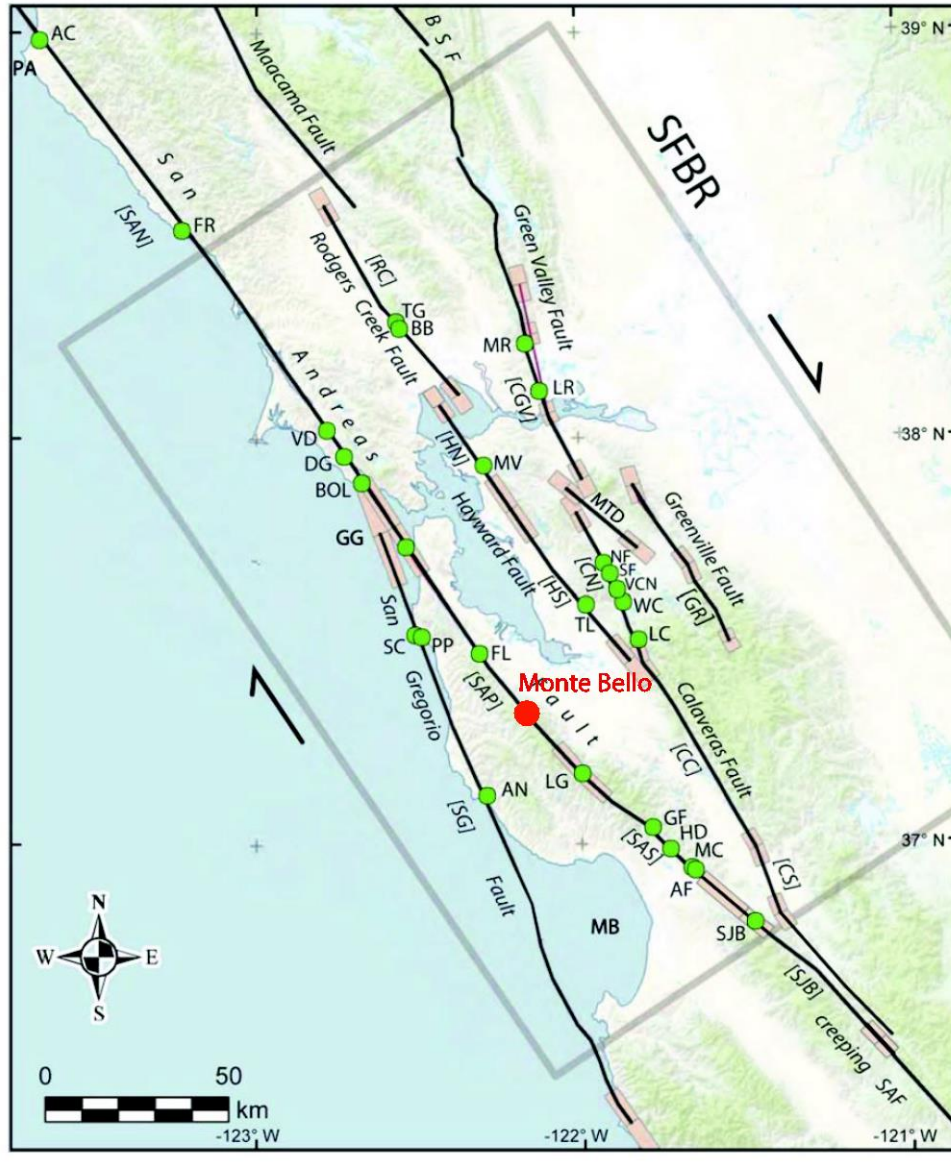 AC
PA
39° N
B S F
Maacama Fault
SFBR
San
[SAN]
FR
Green Valley Fault
[RC]
Rodgers Creek Fault
TG
BB
MR
LR
[CGV]
Andreas
VD
DG
BOL
38° N
[HN]
MV
Hayward Fault
MTD
Greenville Fault
GG
[HS]
[CN]
NF
SF
VCN
WC
[GR]
TL
LC
San
SC
PP
FL
[SAP]
Monte Bello
Fault
Gregorio
Calaveras Fault
[CC]
LG
AN
[SG]
GF
HD
[SAS]
MC
AF
37° N
[CS]
Fault
MB
SJB
[SJB]
creeping SAF
N
W
E
S
0
50
km
-123° W
-122° W
-121° W